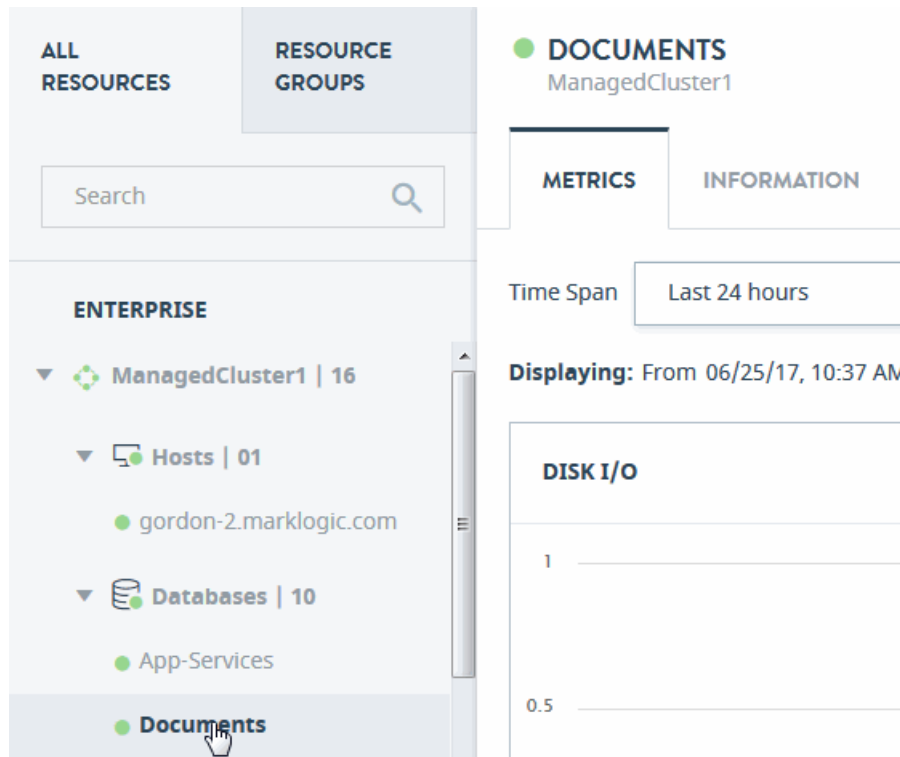 ALL
RESOURCES
RESOURCE
GROUPS
Search
ENTERPRISE
ManagedCluster1 | 16
Hosts | 01
gordon-2.marklogic.com
Databases | 10
App-Services
Documents
DOCUMENTS
ManagedCluster1
METRICS
INFORMATION
Time Span
Last 24 hours
Displaying: From 06/25/17, 10:37 AM
DISK I/O
1
0.5